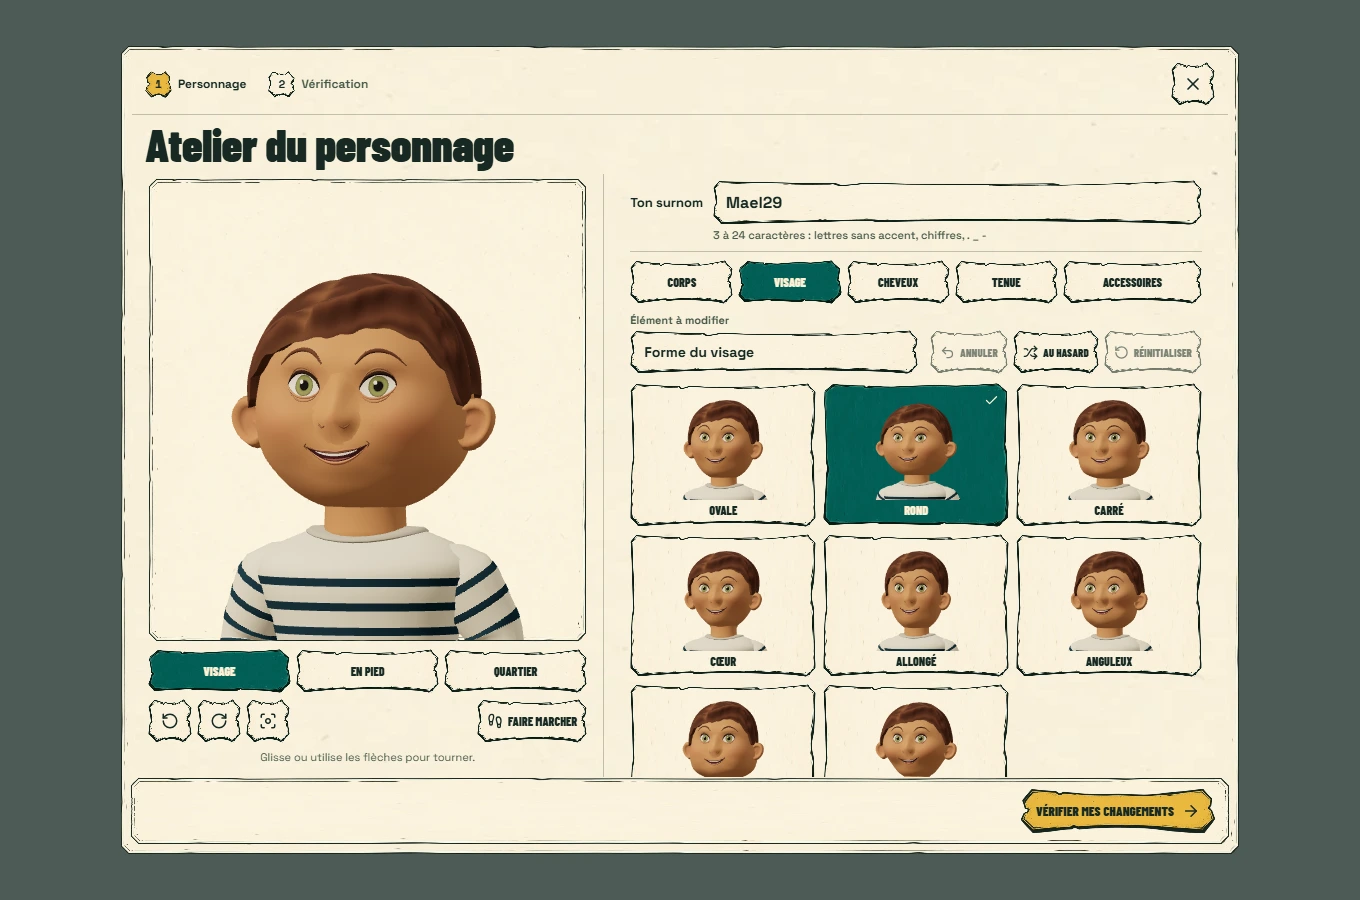 1 Personnage 2 Vérification
Atelier du personnage
Ton surnom Mael29
3 à 24 caractères : lettres sans accent, chiffres, . _ -
CORPS VISAGE CHEVEUX TENUE ACCESSOIRES
Élément à modifier
Forme du visage ANNULER AU HASARD RÉINITIALISER
OVALE ROND CARRÉ
CŒUR ALLONGÉ ANGULEUX
VISAGE EN PIED QUARTIER
FAIRE MARCHER
Glisse ou utilise les flèches pour tourner.
VÉRIFIER MES CHANGEMENTS